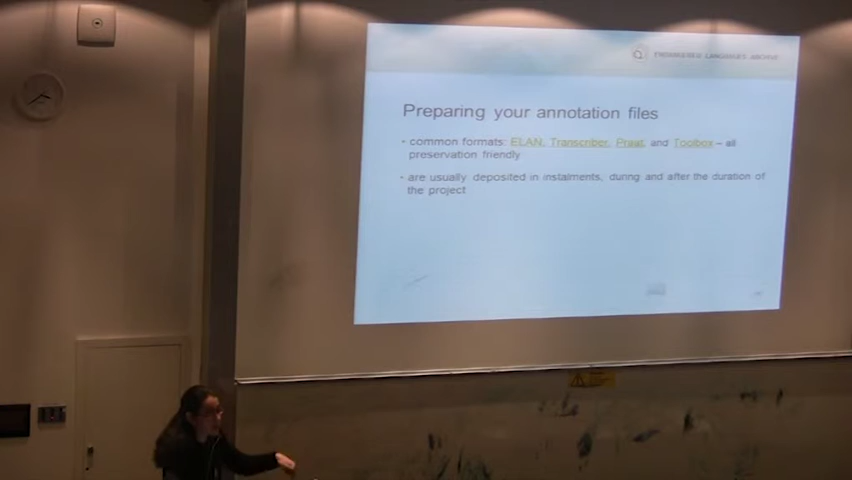 ENDANGERED LANGUAGES ARCHIVE
Preparing your annotation files
• common formats: ELAN, Transcriber, Praat, and Toolbox – all
preservation friendly
• are usually deposited in instalments, during and after the duration of
the project